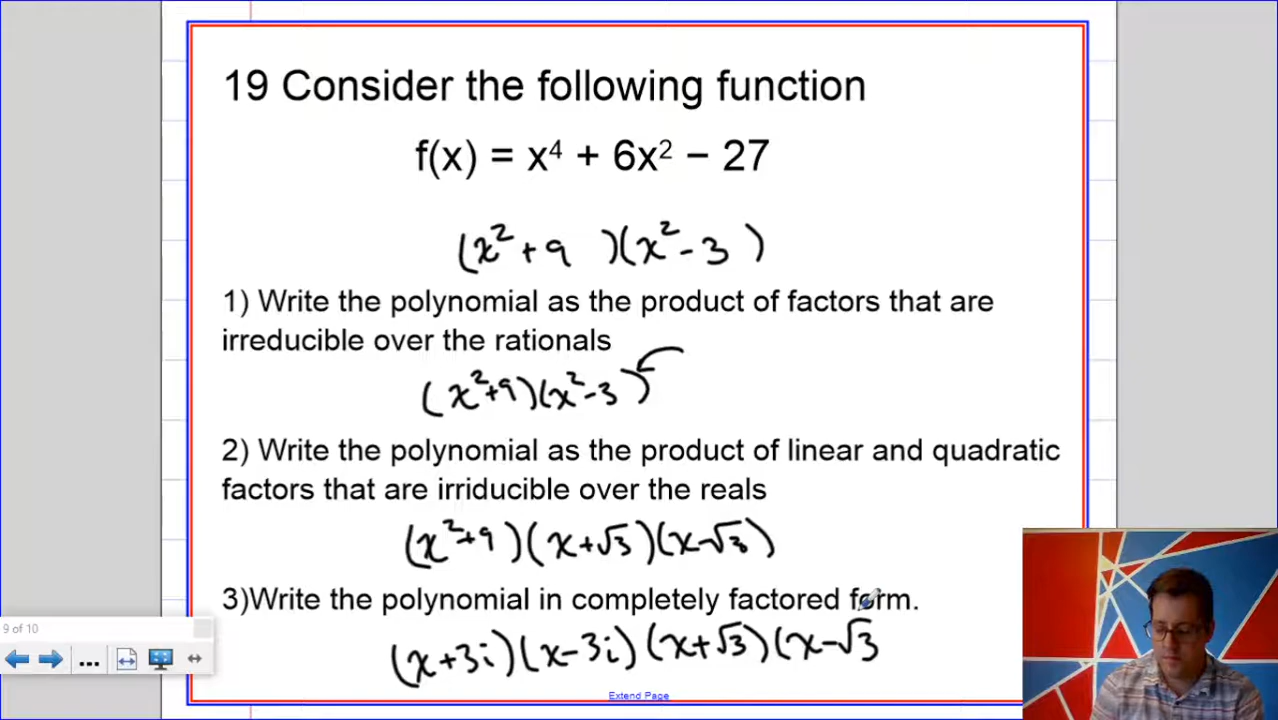 19 Consider the following function
f(x) = x⁴ + 6x² − 27
(x²+9 )(x²-3 )
1) Write the polynomial as the product of factors that are
irreducible over the rationals
(x²+9)(x²-3)
2) Write the polynomial as the product of linear and quadratic
factors that are irriducible over the reals
(x²+9)(x+√3)(x-√3)
3)Write the polynomial in completely factored form.
9 of 10
(x+3i)(x-3i)(x+√3)(x-√3
...
Extend Page